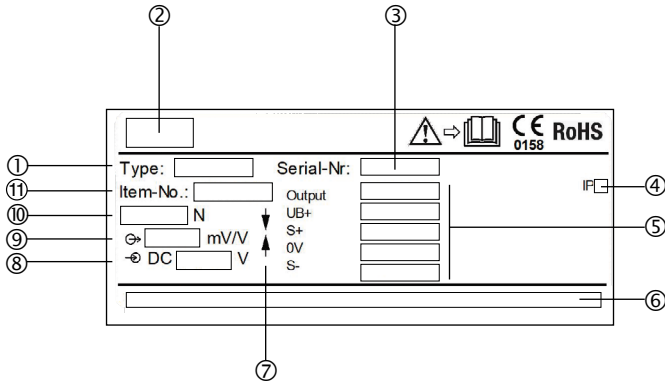 ② ③
CE 0158 RoHS
① Type: Serial-Nr:
⑪ Item-No.: Output IP ④
⑩ N UB+
⑨ mV/V S+ ⑤
⑧ DC V 0V
S-
⑥
⑦